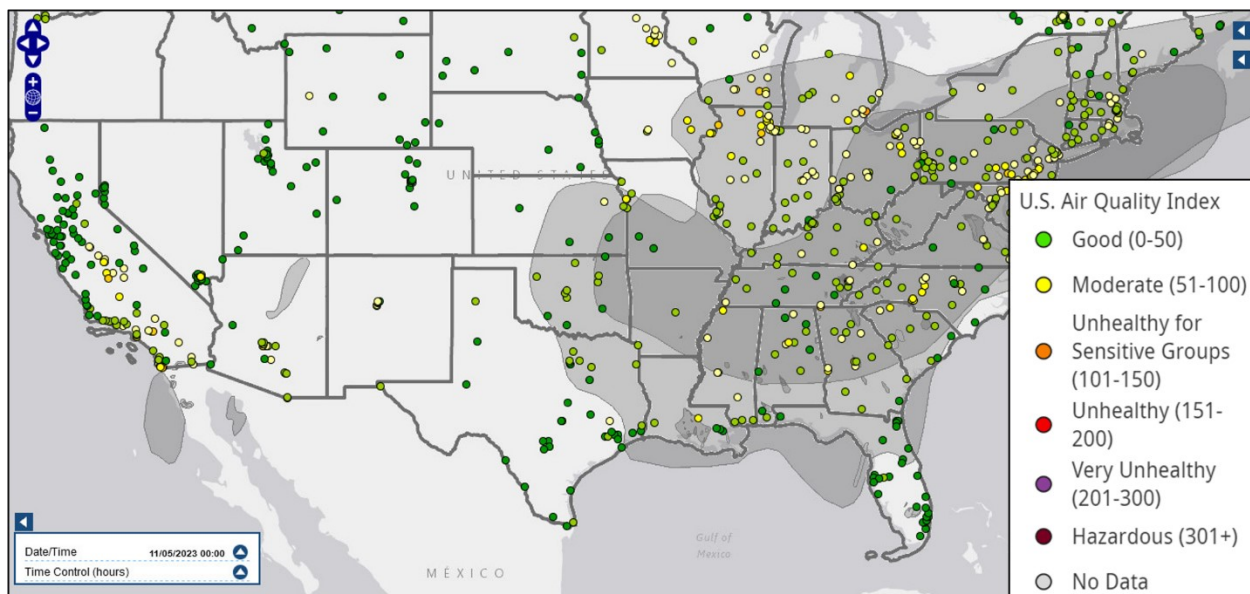 UNITED STATES
U.S. Air Quality Index
Good (0-50)
Moderate (51-100)
Unhealthy for
Sensitive Groups
(101-150)
Unhealthy (151-
200)
Very Unhealthy
(201-300)
Hazardous (301+)
No Data
Gulf of
Mexico
MÉXICO
Date/Time 11/05/2023 00:00
Time Control (hours)